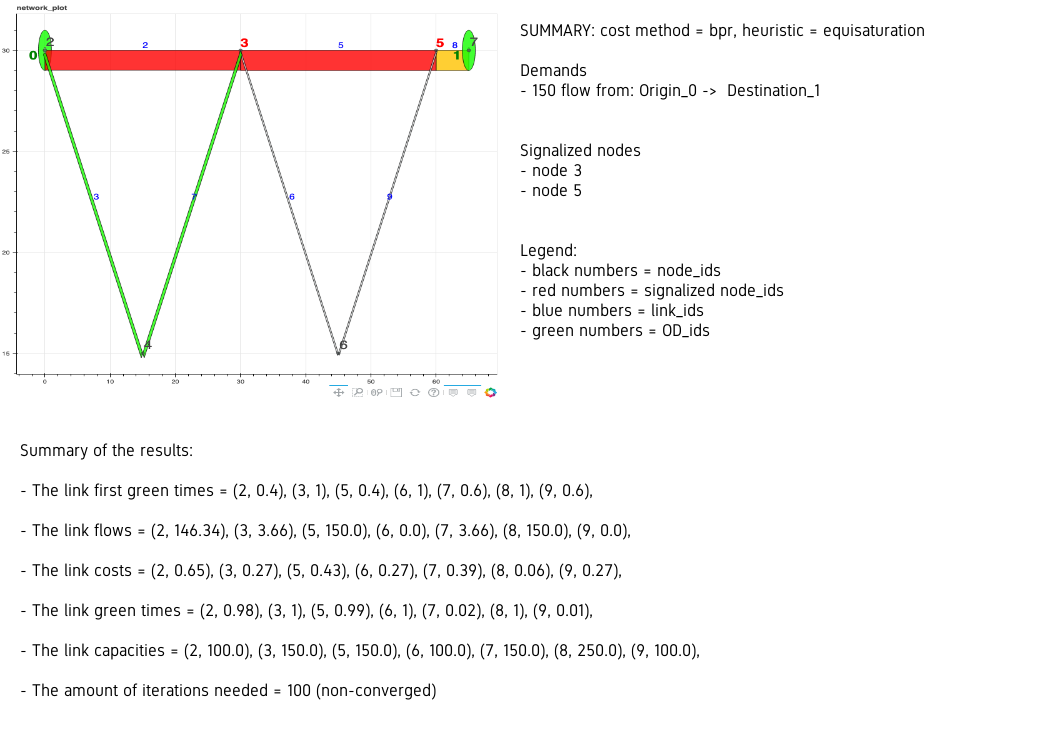 network_plot
30
25
20
15
0
10
20
30
40
50
60
0
2
2
3
5
5
8
1
7
3
7
6
9
4
6
SUMMARY: cost method = bpr, heuristic = equisaturation
Demands
- 150 flow from: Origin_0 -> Destination_1
Signalized nodes
- node 3
- node 5
Legend:
- black numbers = node_ids
- red numbers = signalized node_ids
- blue numbers = link_ids
- green numbers = OD_ids
Summary of the results:
- The link first green times = (2, 0.4), (3, 1), (5, 0.4), (6, 1), (7, 0.6), (8, 1), (9, 0.6),
- The link flows = (2, 146.34), (3, 3.66), (5, 150.0), (6, 0.0), (7, 3.66), (8, 150.0), (9, 0.0),
- The link costs = (2, 0.65), (3, 0.27), (5, 0.43), (6, 0.27), (7, 0.39), (8, 0.06), (9, 0.27),
- The link green times = (2, 0.98), (3, 1), (5, 0.99), (6, 1), (7, 0.02), (8, 1), (9, 0.01),
- The link capacities = (2, 100.0), (3, 150.0), (5, 150.0), (6, 100.0), (7, 150.0), (8, 250.0), (9, 100.0),
- The amount of iterations needed = 100 (non-converged)